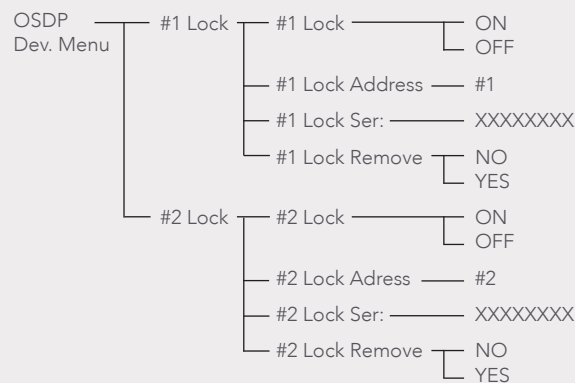 OSDP
Dev. Menu
#1 Lock
#1 Lock
ON
OFF
#1 Lock Address
#1
#1 Lock Ser:
XXXXXXXX
#1 Lock Remove
NO
YES
#2 Lock
#2 Lock
ON
OFF
#2 Lock Adress
#2
#2 Lock Ser:
XXXXXXXX
#2 Lock Remove
NO
YES